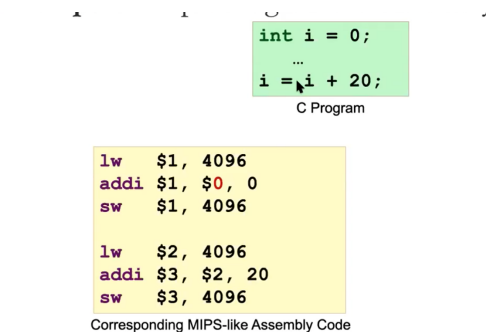 int i = 0;
...
i = i + 20;
C Program
lw $1, 4096
addi $1, $0, 0
sw $1, 4096
lw $2, 4096
addi $3, $2, 20
sw $3, 4096
Corresponding MIPS-like Assembly Code